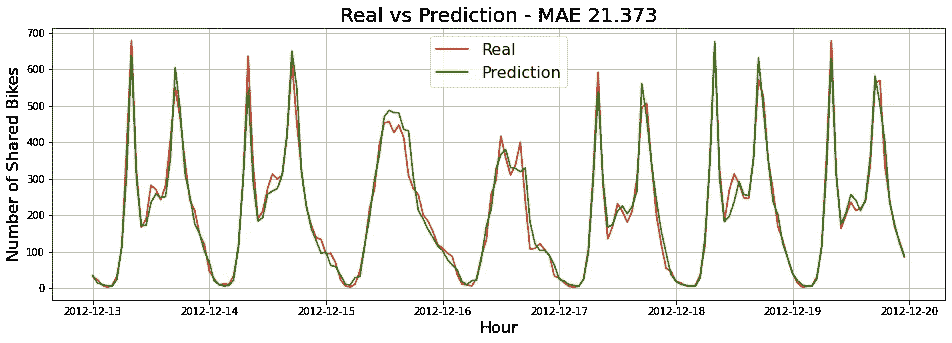 Real vs Prediction - MAE 21.373
Real
Prediction
Number of Shared Bikes
700
600
500
400
300
200
100
0
2012-12-13 2012-12-14 2012-12-15 2012-12-16 2012-12-17 2012-12-18 2012-12-19 2012-12-20
Hour